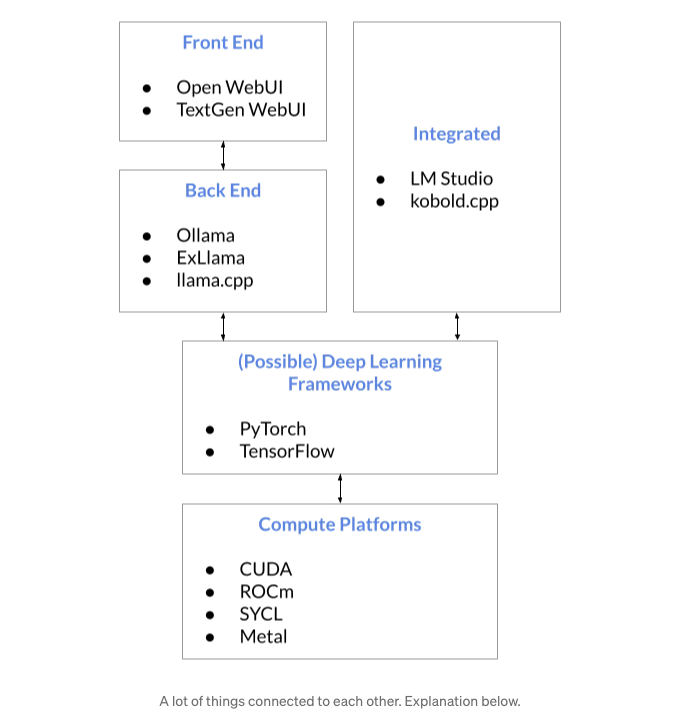 Front End
● Open WebUI
● TextGen WebUI
Back End
● Ollama
● ExLlama
● llama.cpp
Integrated
● LM Studio
● kobold.cpp
(Possible) Deep Learning
Frameworks
● PyTorch
● TensorFlow
Compute Platforms
● CUDA
● ROCm
● SYCL
● Metal
A lot of things connected to each other. Explanation below.